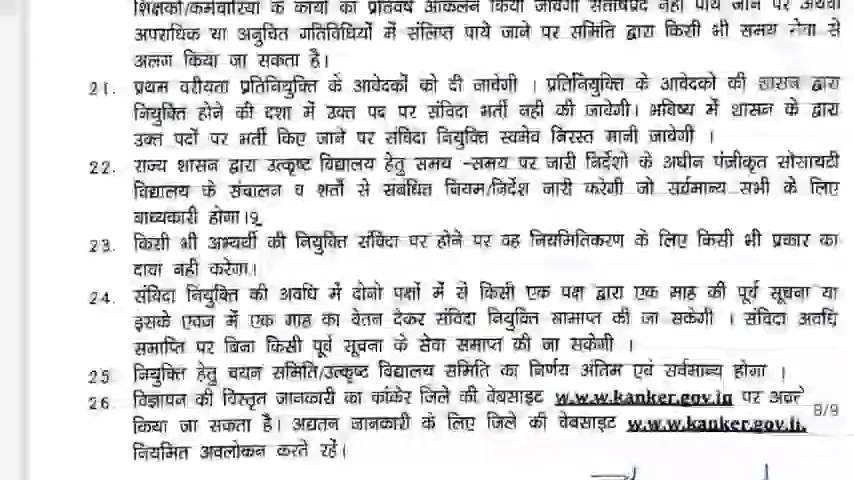 शिक्षकों/कर्मचारियों के कार्यो का प्रतिवर्ष आकलन किया जावेगा संतोषप्रद नहीं पाये जाने पर अथवा
अपराधिक या अनुचित गतिविधियों में संलिप्त पाये जाने पर समिति द्वारा किसी भी समय सेवा से
अलग किया जा सकता है।
21. प्रथम वरीयता प्रतिनियुक्ति के आवेदकों को दी जावेगी । प्रतिनियुक्ति के आवेदको की शासन द्वारा
नियुक्ति होने की दशा में उक्त पद पर संविदा भर्ती नही की जावेगी। भविष्य में शासन के द्वारा
उक्त पदों पर भर्ती किए जाने पर संविदा नियुक्ति स्वमेव निरस्त मानी जावेगी ।
22. राज्य शासन द्वारा उत्कृष्ट विद्यालय हेतु समय -समय पर जारी निर्देशो के अधीन पंजीकृत सोसायटी
विद्यालय के संचालन व शर्तो से संबंधित नियम/निर्देश जारी करेगी जो सर्वमान्य सभी के लिए
बाध्यकारी होगा।9
23. किसी भी अभ्यर्थी की नियुक्ति संविदा पर होने पर वह नियमितिकरण के लिए किसी भी प्रकार का
दावा नही करेगा।
24. संविदा नियुक्ति की अवधि में दोनो पक्षों में से किसी एक पक्ष द्वारा एक माह की पूर्व सूचना या
इसके एवज में एक माह का वेतन देकर संविदा नियुक्ति सामाप्त की जा सकेगी । संविदा अवधि
समाप्ति पर बिना किसी पूर्व सूचना के सेवा समाप्त की जा सकेगी ।
25 नियुक्ति हेतु चयन समिति/उत्कृष्ट विद्यालय समिति का निर्णय अंतिम एवं सर्वमान्य होगा ।
26. विज्ञापन की विस्तृत जानकारी का कांकेर जिले की वेबसाइट w.w.w.kanker.gov.in पर
8/9
किया जा सकता है। अद्यतन जानकारी के लिए जिले की वेबसाइट w.w.w.kanker.gov.
नियमित अवलोकन करते रहें।